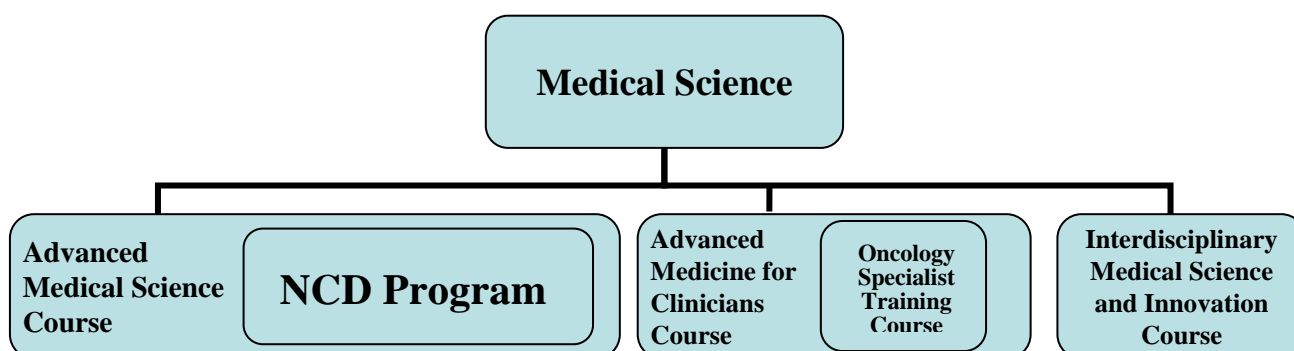 Medical Science
Advanced
Medical Science
Course
NCD Program
Advanced
Medicine for
Clinicians
Course
Oncology
Specialist
Training
Course
Interdisciplinary
Medical Science
and Innovation
Course